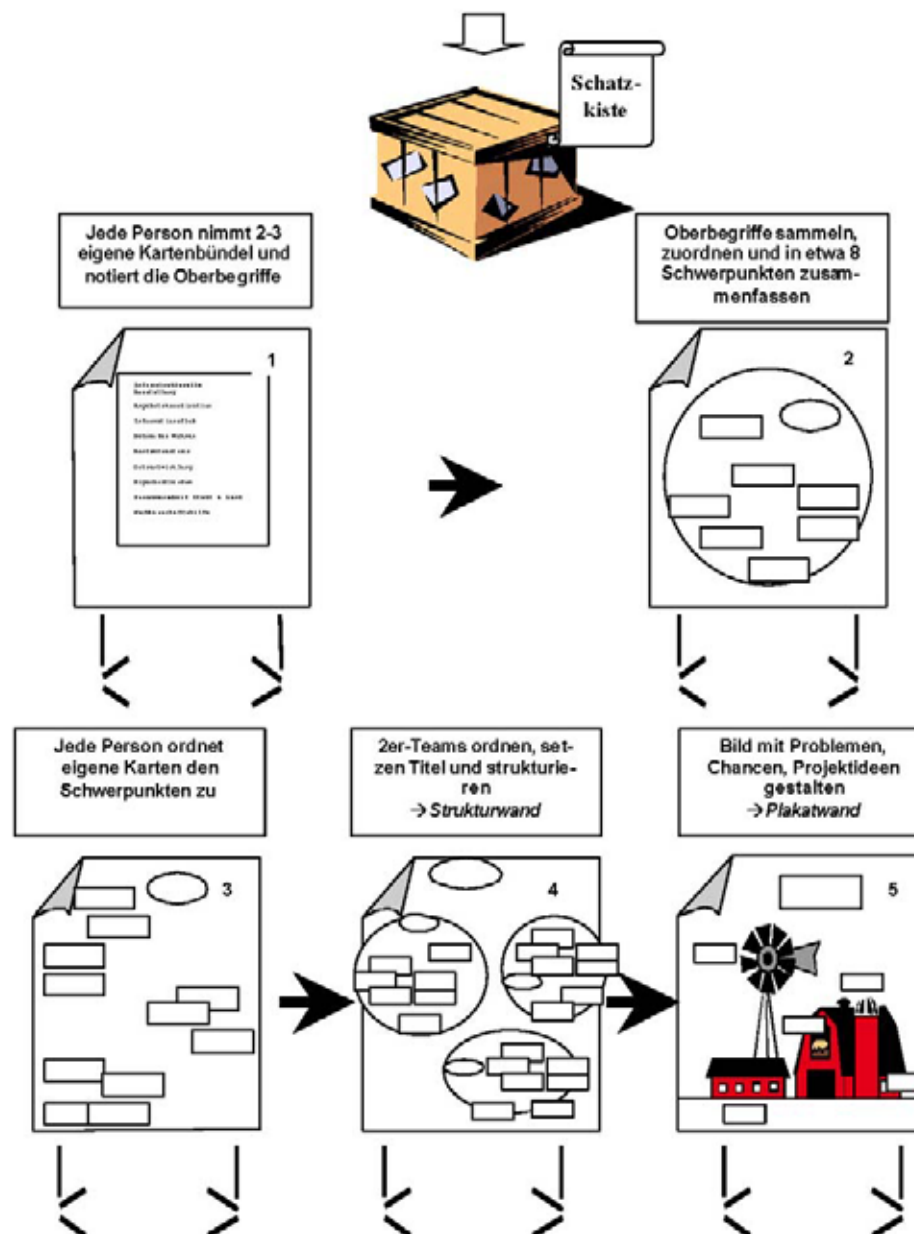 Schatz-
kiste
Jede Person nimmt 2-3
eigene Kartenbündel und
notiert die Oberbegriffe
Oberbegriffe sammeln,
zuordnen und in etwa 8
Schwerpunkten zusam-
menfassen
1
2
Jede Person ordnet
eigene Karten den
Schwerpunkten zu
2er-Teams ordnen, set-
zen Titel und strukturie-
ren
→ Strukturwand
Bild mit Problemen,
Chancen, Projektideen
gestalten
→ Plakatwand
3
4
5